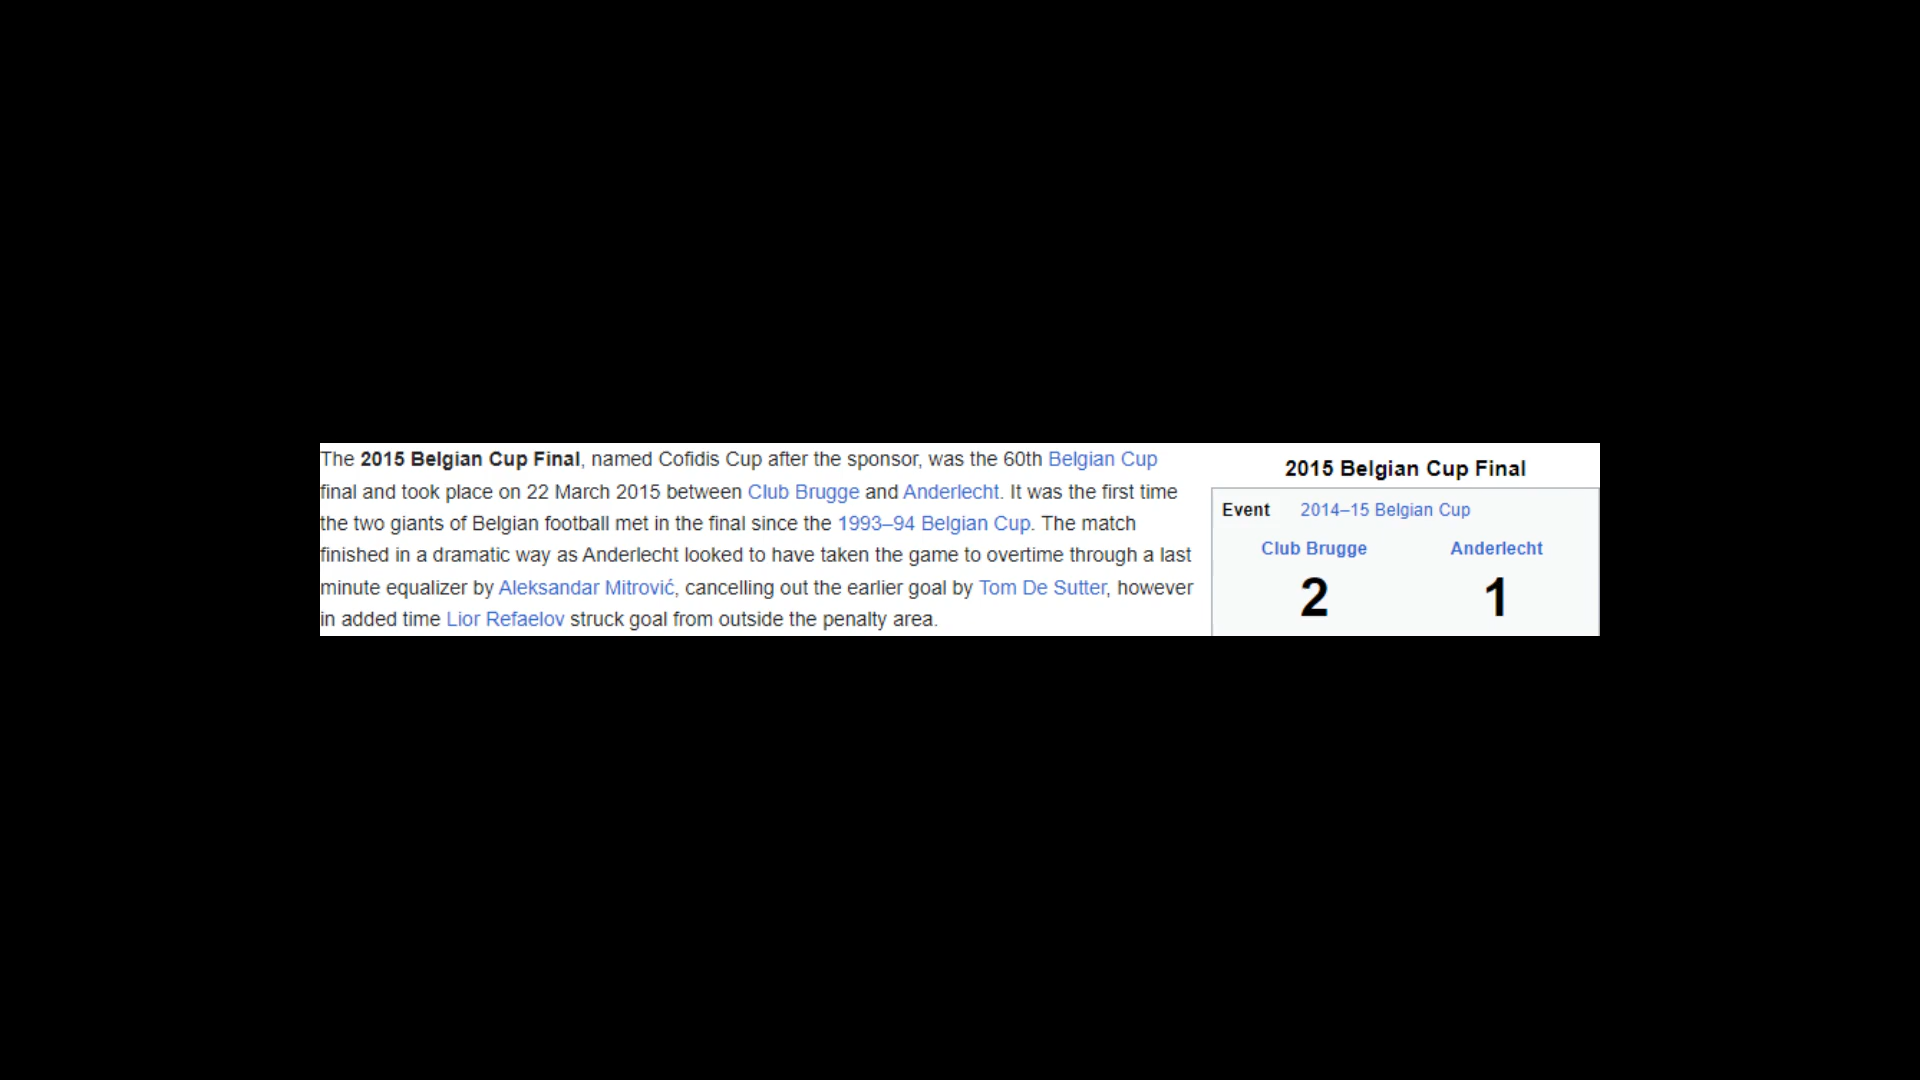 The 2015 Belgian Cup Final, named Cofidis Cup after the sponsor, was the 60th Belgian Cup
final and took place on 22 March 2015 between Club Brugge and Anderlecht. It was the first time
the two giants of Belgian football met in the final since the 1993–94 Belgian Cup. The match
finished in a dramatic way as Anderlecht looked to have taken the game to overtime through a last
minute equalizer by Aleksandar Mitrović, cancelling out the earlier goal by Tom De Sutter, however
in added time Lior Refaelov struck goal from outside the penalty area.
2015 Belgian Cup Final
Event 2014–15 Belgian Cup
Club Brugge Anderlecht
2 1